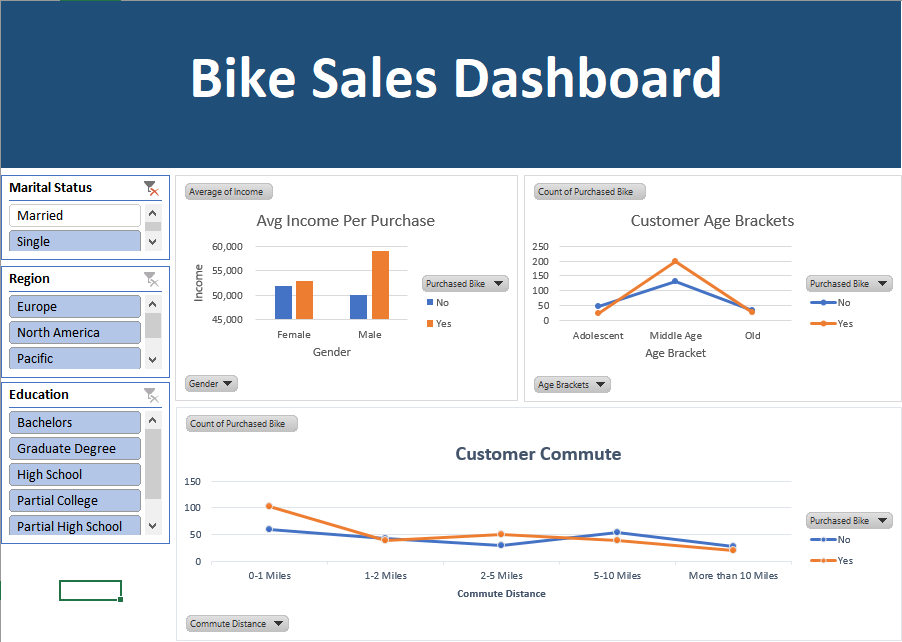 Bike Sales Dashboard
Marital Status
Married
Single
Region
Europe
North America
Pacific
Education
Bachelors
Graduate Degree
High School
Partial College
Partial High School
Average of Income
Avg Income Per Purchase
60,000
55,000
50,000
45,000
Income
Female
Male
Gender
Purchased Bike
No
Yes
Gender
Count of Purchased Bike
Customer Age Brackets
250
200
150
100
50
0
Adolescent
Middle Age
Old
Age Bracket
Purchased Bike
No
Yes
Age Brackets
Count of Purchased Bike
Customer Commute
150
100
50
0
0-1 Miles
1-2 Miles
2-5 Miles
5-10 Miles
More than 10 Miles
Commute Distance
Purchased Bike
No
Yes
Commute Distance